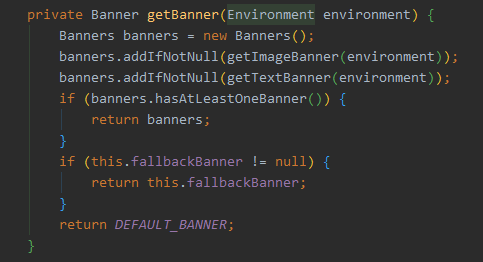 private Banner getBanner(Environment environment) {
    Banners banners = new Banners();
    banners.addIfNotNull(getImageBanner(environment));
    banners.addIfNotNull(getTextBanner(environment));
    if (banners.hasAtLeastOneBanner()) {
        return banners;
    }
    if (this.fallbackBanner != null) {
        return this.fallbackBanner;
    }
    return DEFAULT_BANNER;
}